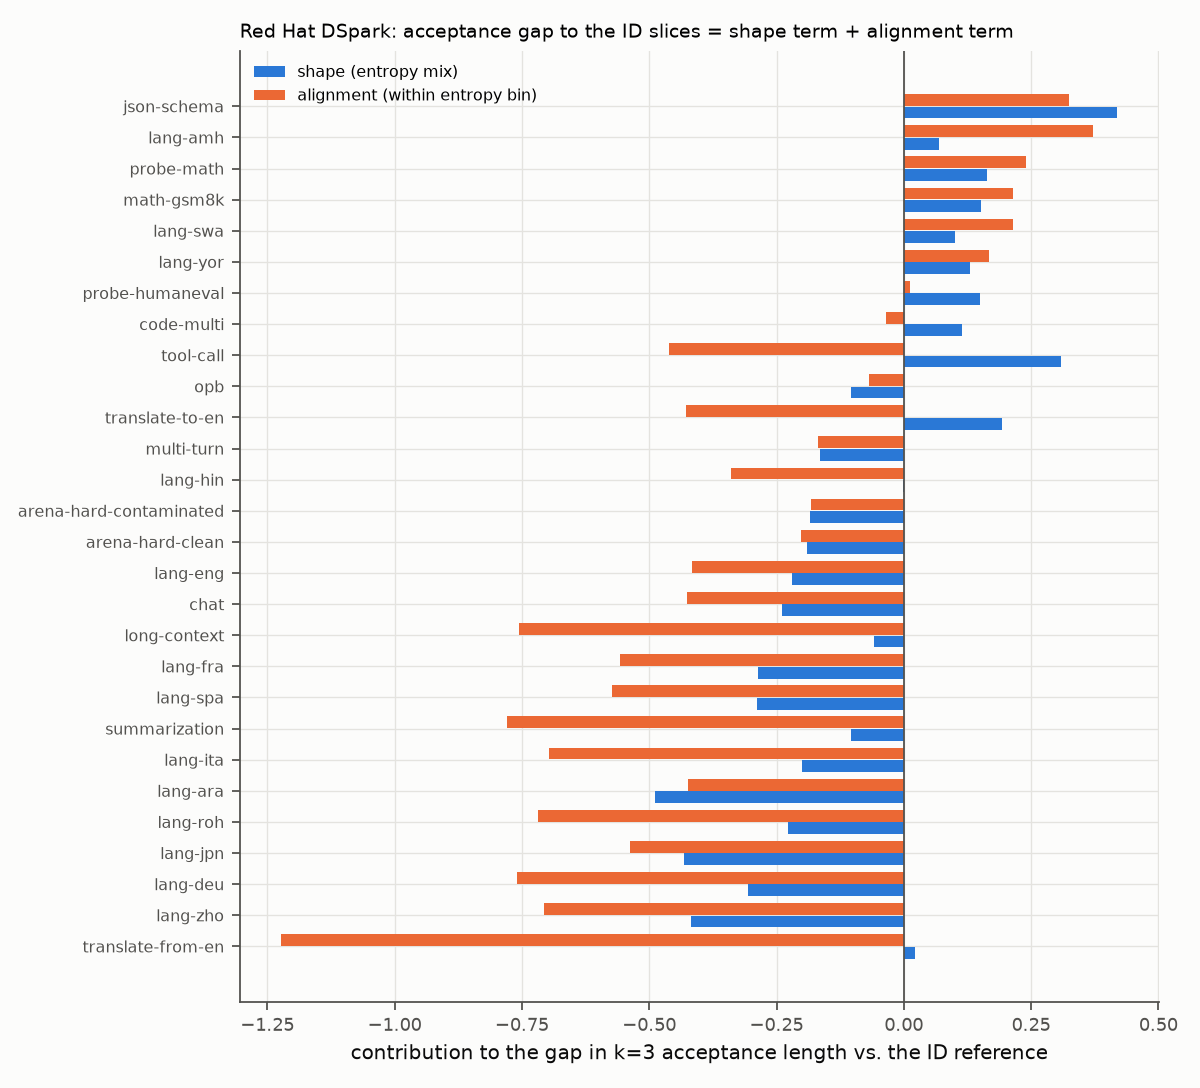 Red Hat DSpark: acceptance gap to the ID slices = shape term + alignment term
shape (entropy mix)
alignment (within entropy bin)
json-schema
lang-amh
probe-math
math-gsm8k
lang-swa
lang-yor
probe-humaneval
code-multi
tool-call
opb
translate-to-en
multi-turn
lang-hin
arena-hard-contaminated
arena-hard-clean
lang-eng
chat
long-context
lang-fra
lang-spa
summarization
lang-ita
lang-ara
lang-roh
lang-jpn
lang-deu
lang-zho
translate-from-en
−1.25 −1.00 −0.75 −0.50 −0.25 0.00 0.25 0.50
contribution to the gap in k=3 acceptance length vs. the ID reference